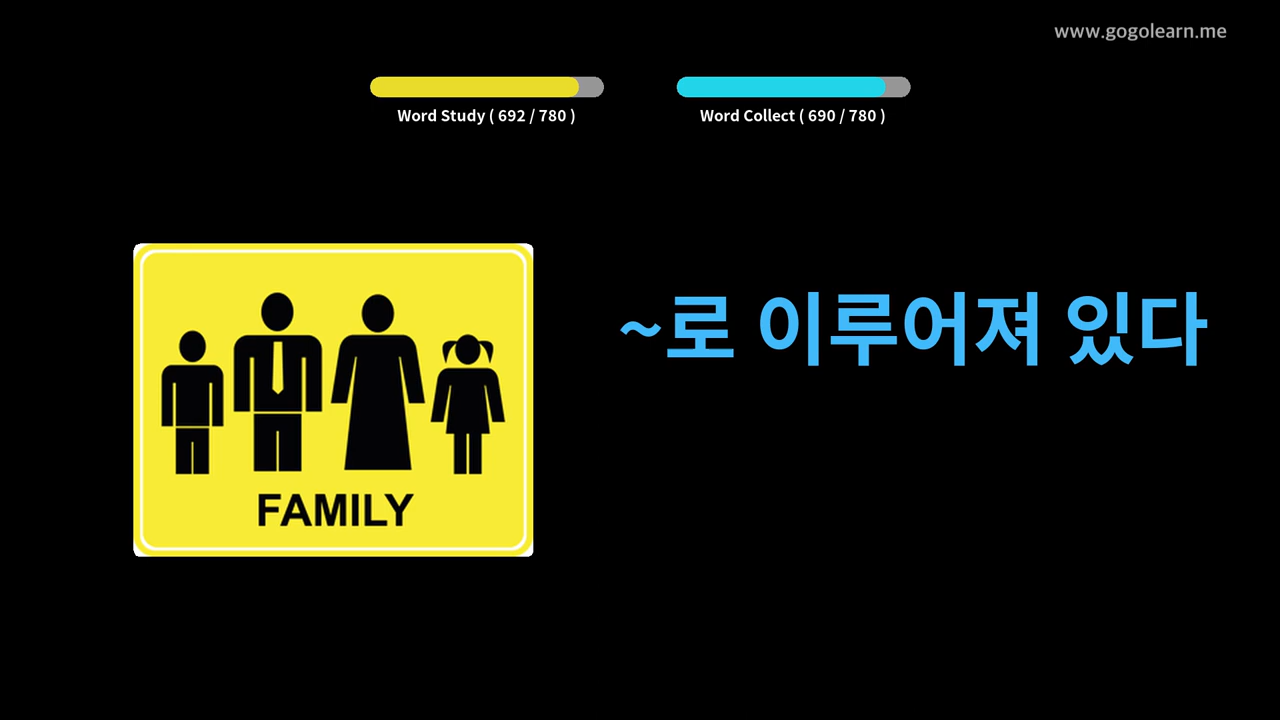 www.gogolearn.me
Word Study ( 692 / 780 )
Word Collect ( 690 / 780 )
~로 이루어져 있다
FAMILY